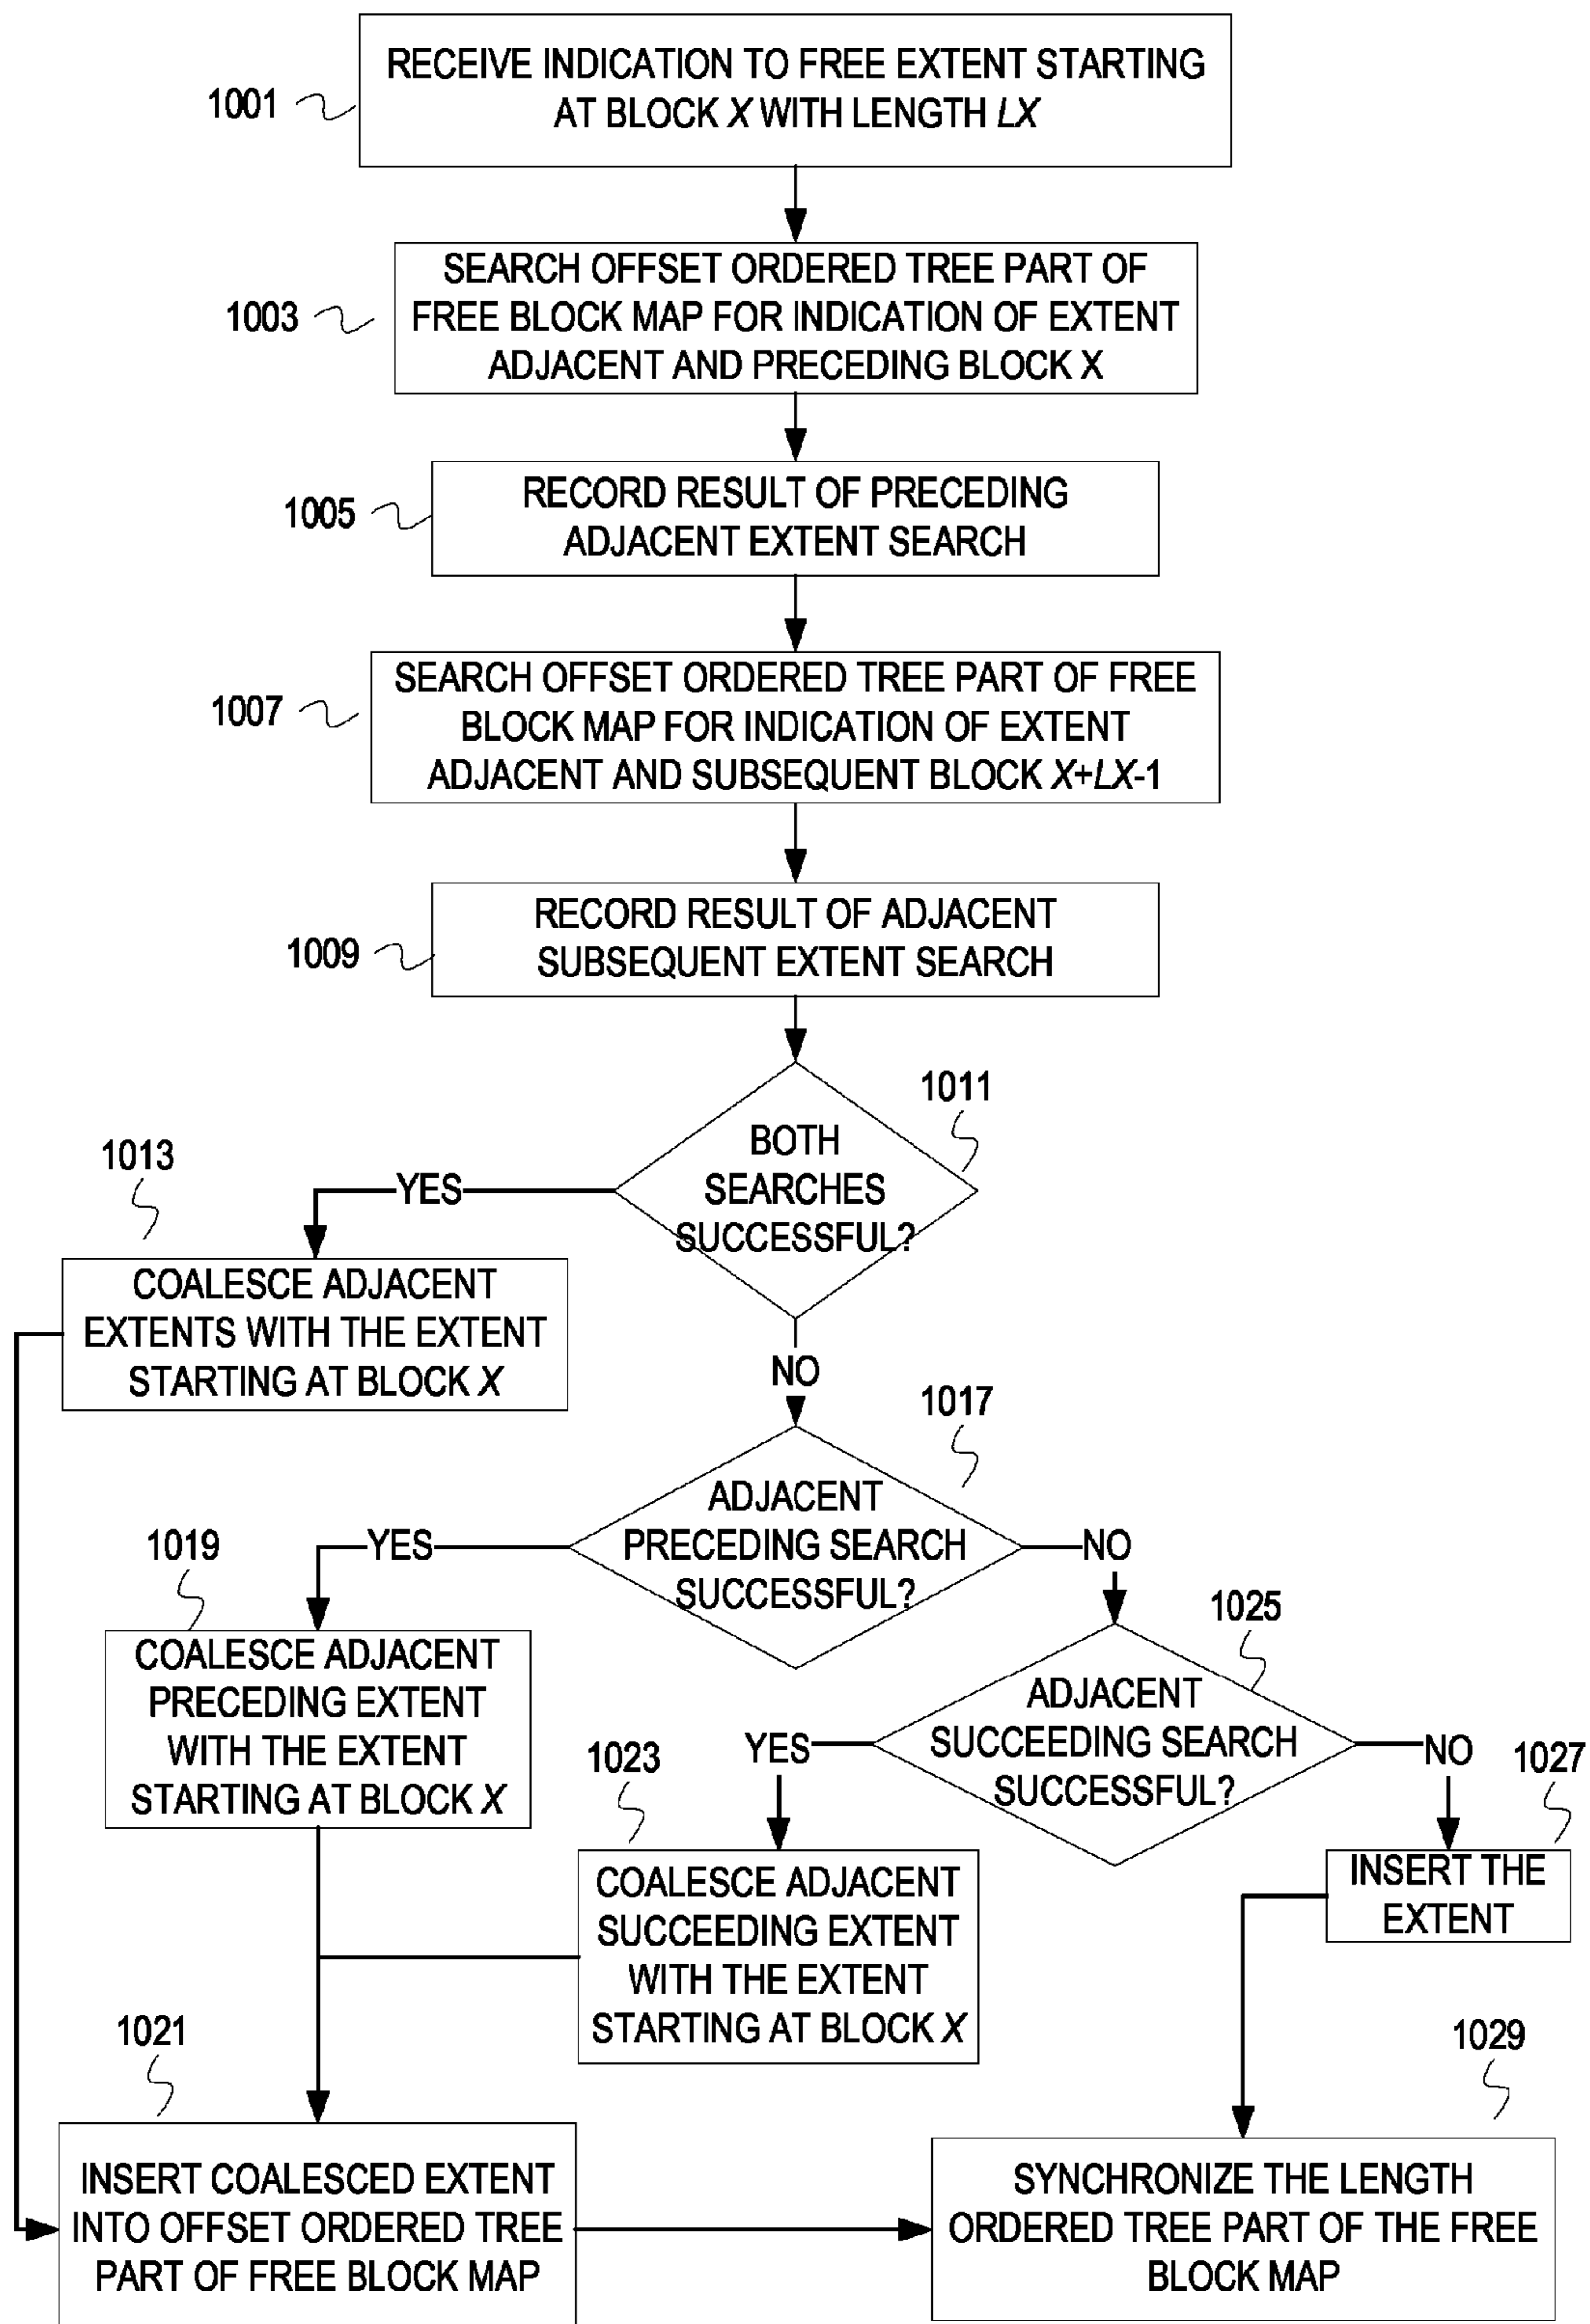 RECEIVE INDICATION TO FREE EXTENT STARTING
AT BLOCK X WITH LENGTH LX
1001
SEARCH OFFSET ORDERED TREE PART OF
FREE BLOCK MAP FOR INDICATION OF EXTENT
ADJACENT AND PRECEDING BLOCK X
1003
RECORD RESULT OF PRECEDING
ADJACENT EXTENT SEARCH
1005
SEARCH OFFSET ORDERED TREE PART OF FREE
BLOCK MAP FOR INDICATION OF EXTENT
ADJACENT AND SUBSEQUENT BLOCK X+LX-1
1007
RECORD RESULT OF ADJACENT
SUBSEQUENT EXTENT SEARCH
1009
1011
BOTH
SEARCHES
SUCCESSFUL?
YES
1013
COALESCE ADJACENT
EXTENTS WITH THE EXTENT
STARTING AT BLOCK X
NO
1017
ADJACENT
PRECEDING SEARCH
SUCCESSFUL?
YES
NO
1019
COALESCE ADJACENT
PRECEDING EXTENT
WITH THE EXTENT
STARTING AT BLOCK X
1025
ADJACENT
SUCCEEDING SEARCH
SUCCESSFUL?
YES
NO
1023
COALESCE ADJACENT
SUCCEEDING EXTENT
WITH THE EXTENT
STARTING AT BLOCK X
1027
INSERT THE
EXTENT
1021
INSERT COALESCED EXTENT
INTO OFFSET ORDERED TREE
PART OF FREE BLOCK MAP
1029
SYNCHRONIZE THE LENGTH
ORDERED TREE PART OF THE FREE
BLOCK MAP